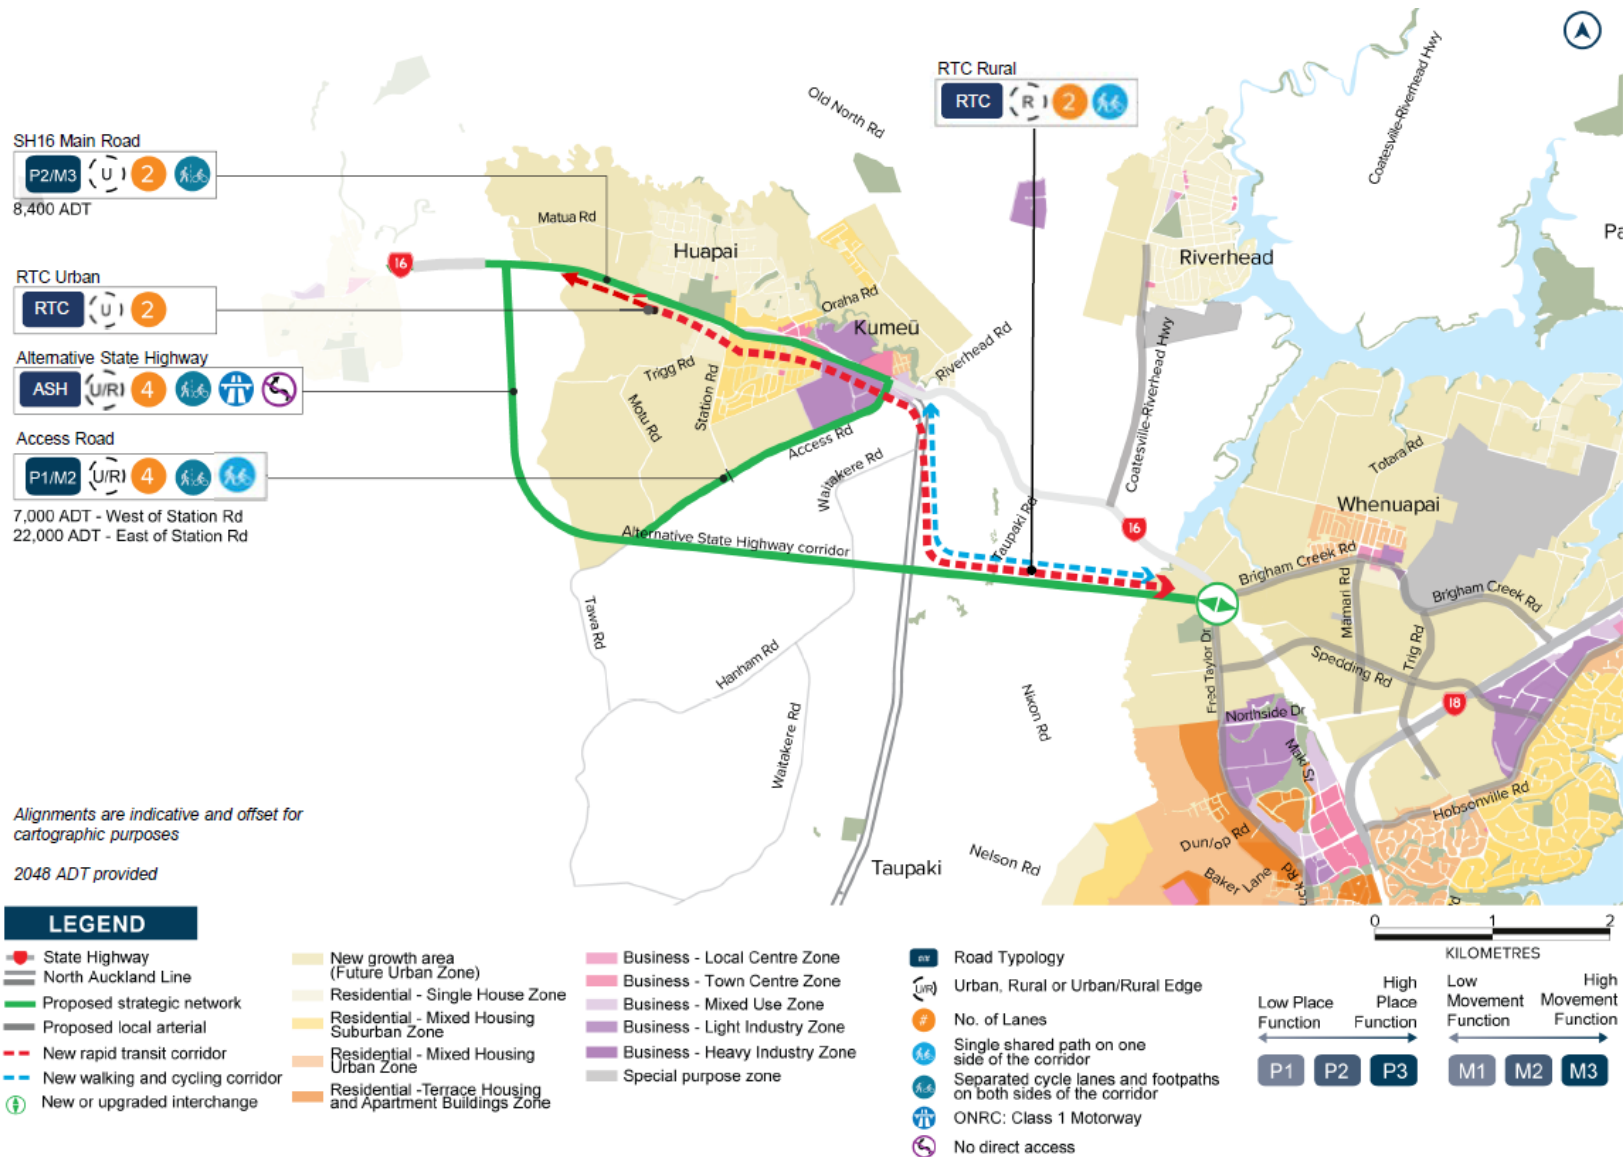 RTC Rural
RTC R 2
Old North Rd
Coatesville-Riverhead Hwy
SH16 Main Road
P2/M3 U 2
8,400 ADT
Matua Rd
Huapai
Riverhead
16
RTC Urban
RTC U 2
Oraha Rd
Kumeū
Riverhead Rd
Coatesville-Riverhead Hwy
Alternative State Highway
ASH U/R 4
Trigg Rd
Motu Rd
Station Rd
Access Road
P1/M2 U/R 4
7,000 ADT - West of Station Rd
22,000 ADT - East of Station Rd
Access Rd
Waitakere Rd
Taupaki Rd
Totara Rd
Whenuapai
16
Alternative State Highway corridor
Brigham Creek Rd
Mamari Rd
Brigham Creek Rd
Trig Rd
Tawa Rd
Hanham Rd
Waitakere Rd
Nixon Rd
Fred Taylor Dr
Spedding Rd
18
Northside Dr
Maki St
Hobsonville Rd
Dunlop Rd
Baker Lane
Taupaki
Nelson Rd
Alignments are indicative and offset for
cartographic purposes
2048 ADT provided
LEGEND
State Highway
North Auckland Line
Proposed strategic network
Proposed local arterial
New rapid transit corridor
New walking and cycling corridor
New or upgraded interchange
New growth area
(Future Urban Zone)
Residential - Single House Zone
Residential - Mixed Housing
Suburban Zone
Residential - Mixed Housing
Urban Zone
Residential -Terrace Housing
and Apartment Buildings Zone
Business - Local Centre Zone
Business - Town Centre Zone
Business - Mixed Use Zone
Business - Light Industry Zone
Business - Heavy Industry Zone
Special purpose zone
Road Typology
U/R Urban, Rural or Urban/Rural Edge
# No. of Lanes
Single shared path on one
side of the corridor
Separated cycle lanes and footpaths
on both sides of the corridor
ONRC: Class 1 Motorway
No direct access
0 1 2
KILOMETRES
Low Place
Function
High
Place
Function
P1 P2 P3
Low
Movement
Function
High
Movement
Function
M1 M2 M3